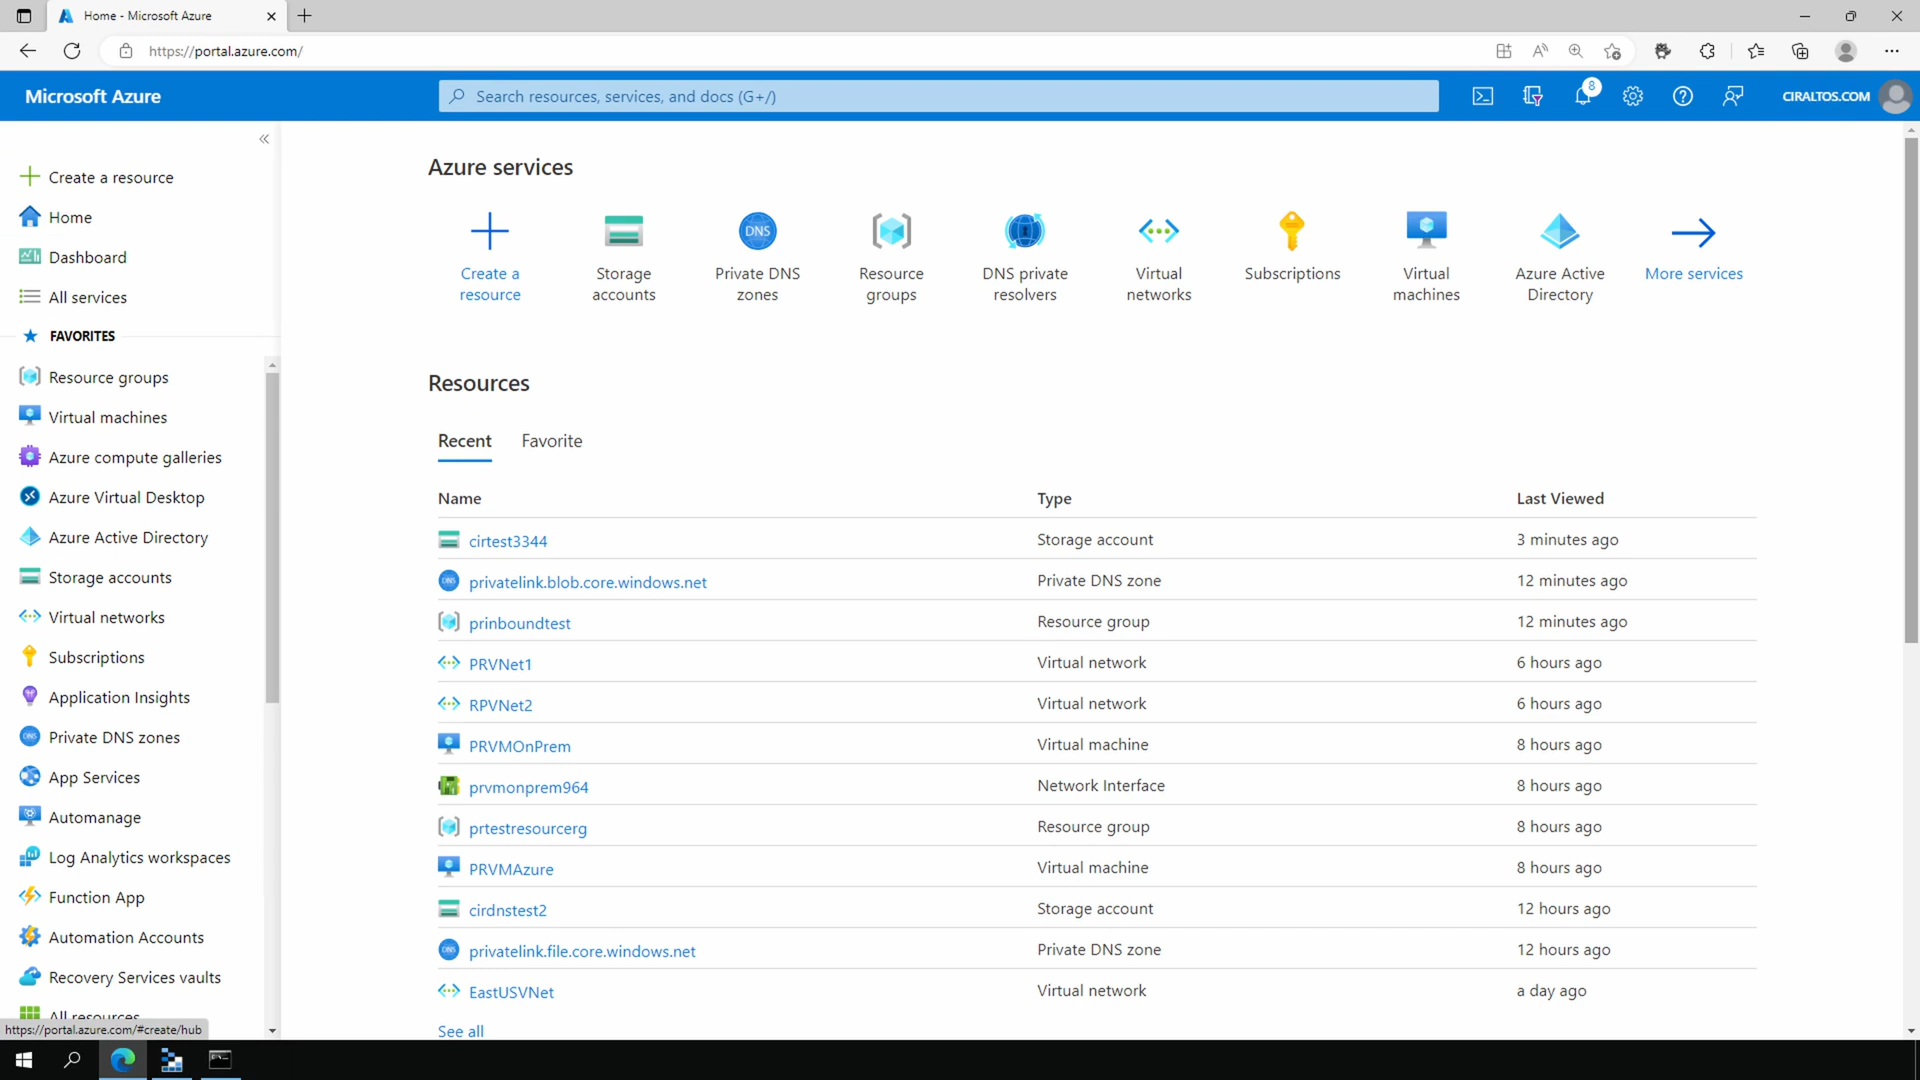 Home - Microsoft Azure
https://portal.azure.com/
Microsoft Azure
Search resources, services, and docs (G+/)
8
CIRALTOS.COM
Create a resource
Home
Dashboard
All services
FAVORITES
Resource groups
Virtual machines
Azure compute galleries
Azure Virtual Desktop
Azure Active Directory
Storage accounts
Virtual networks
Subscriptions
Application Insights
Private DNS zones
App Services
Automanage
Log Analytics workspaces
Function App
Automation Accounts
Recovery Services vaults
All resources
https://portal.azure.com/#create/hub
Azure services
Create a
resource
Storage
accounts
DNS
Private DNS
zones
Resource
groups
DNS private
resolvers
Virtual
networks
Subscriptions
Virtual
machines
Azure Active
Directory
More services
Resources
Recent Favorite
Name Type Last Viewed
cirtest3344 Storage account 3 minutes ago
privatelink.blob.core.windows.net Private DNS zone 12 minutes ago
prinboundtest Resource group 12 minutes ago
PRVNet1 Virtual network 6 hours ago
RPVNet2 Virtual network 6 hours ago
PRVMOnPrem Virtual machine 8 hours ago
prvmonprem964 Network Interface 8 hours ago
prtestresourcerg Resource group 8 hours ago
PRVMAzure Virtual machine 8 hours ago
cirdnstest2 Storage account 12 hours ago
privatelink.file.core.windows.net Private DNS zone 12 hours ago
EastUSVNet Virtual network a day ago
See all